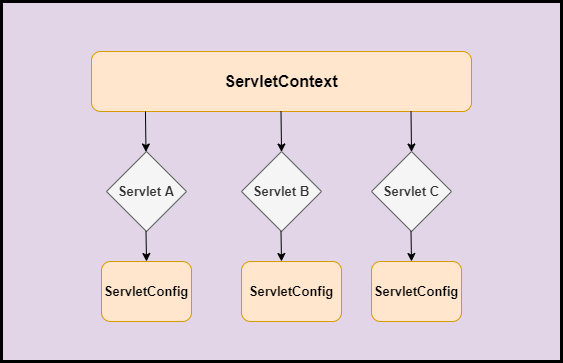 ServletContext
Servlet A
Servlet B
Servlet C
ServletConfig
ServletConfig
ServletConfig